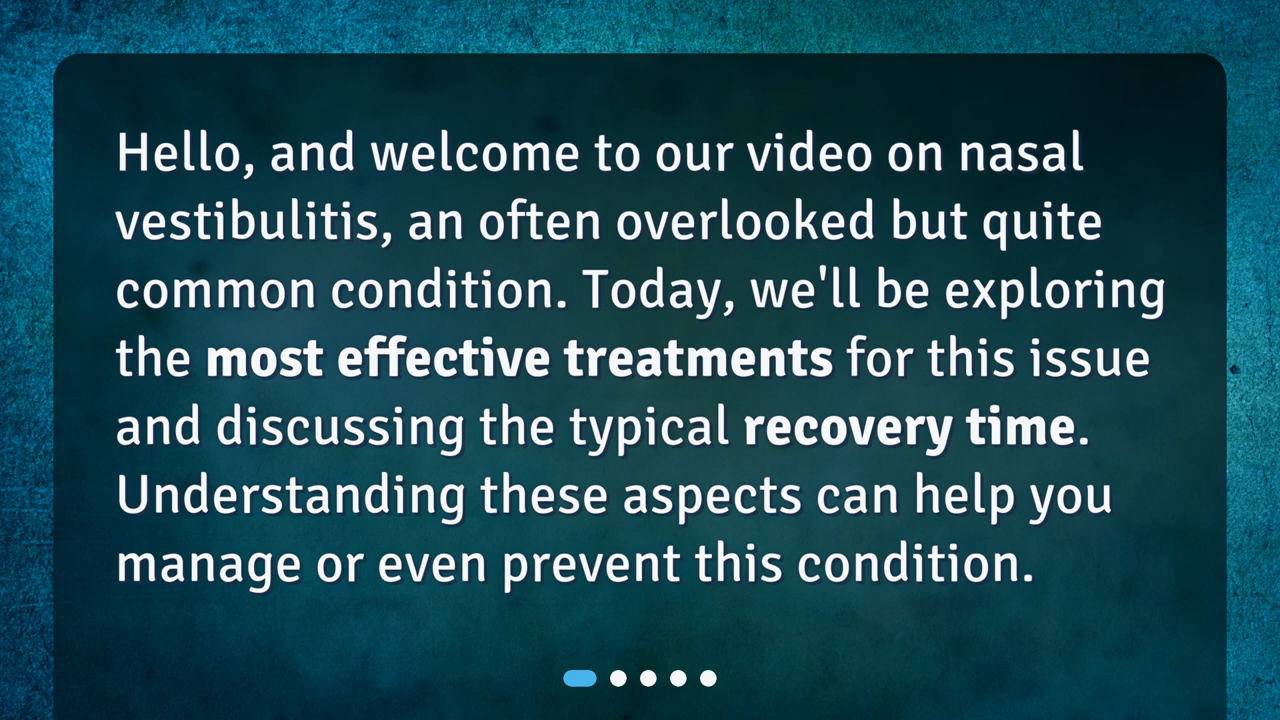 Hello, and welcome to our video on nasal
vestibulitis, an often overlooked but quite
common condition. Today, we'll be exploring
the most effective treatments for this issue
and discussing the typical recovery time.
Understanding these aspects can help you
manage or even prevent this condition.